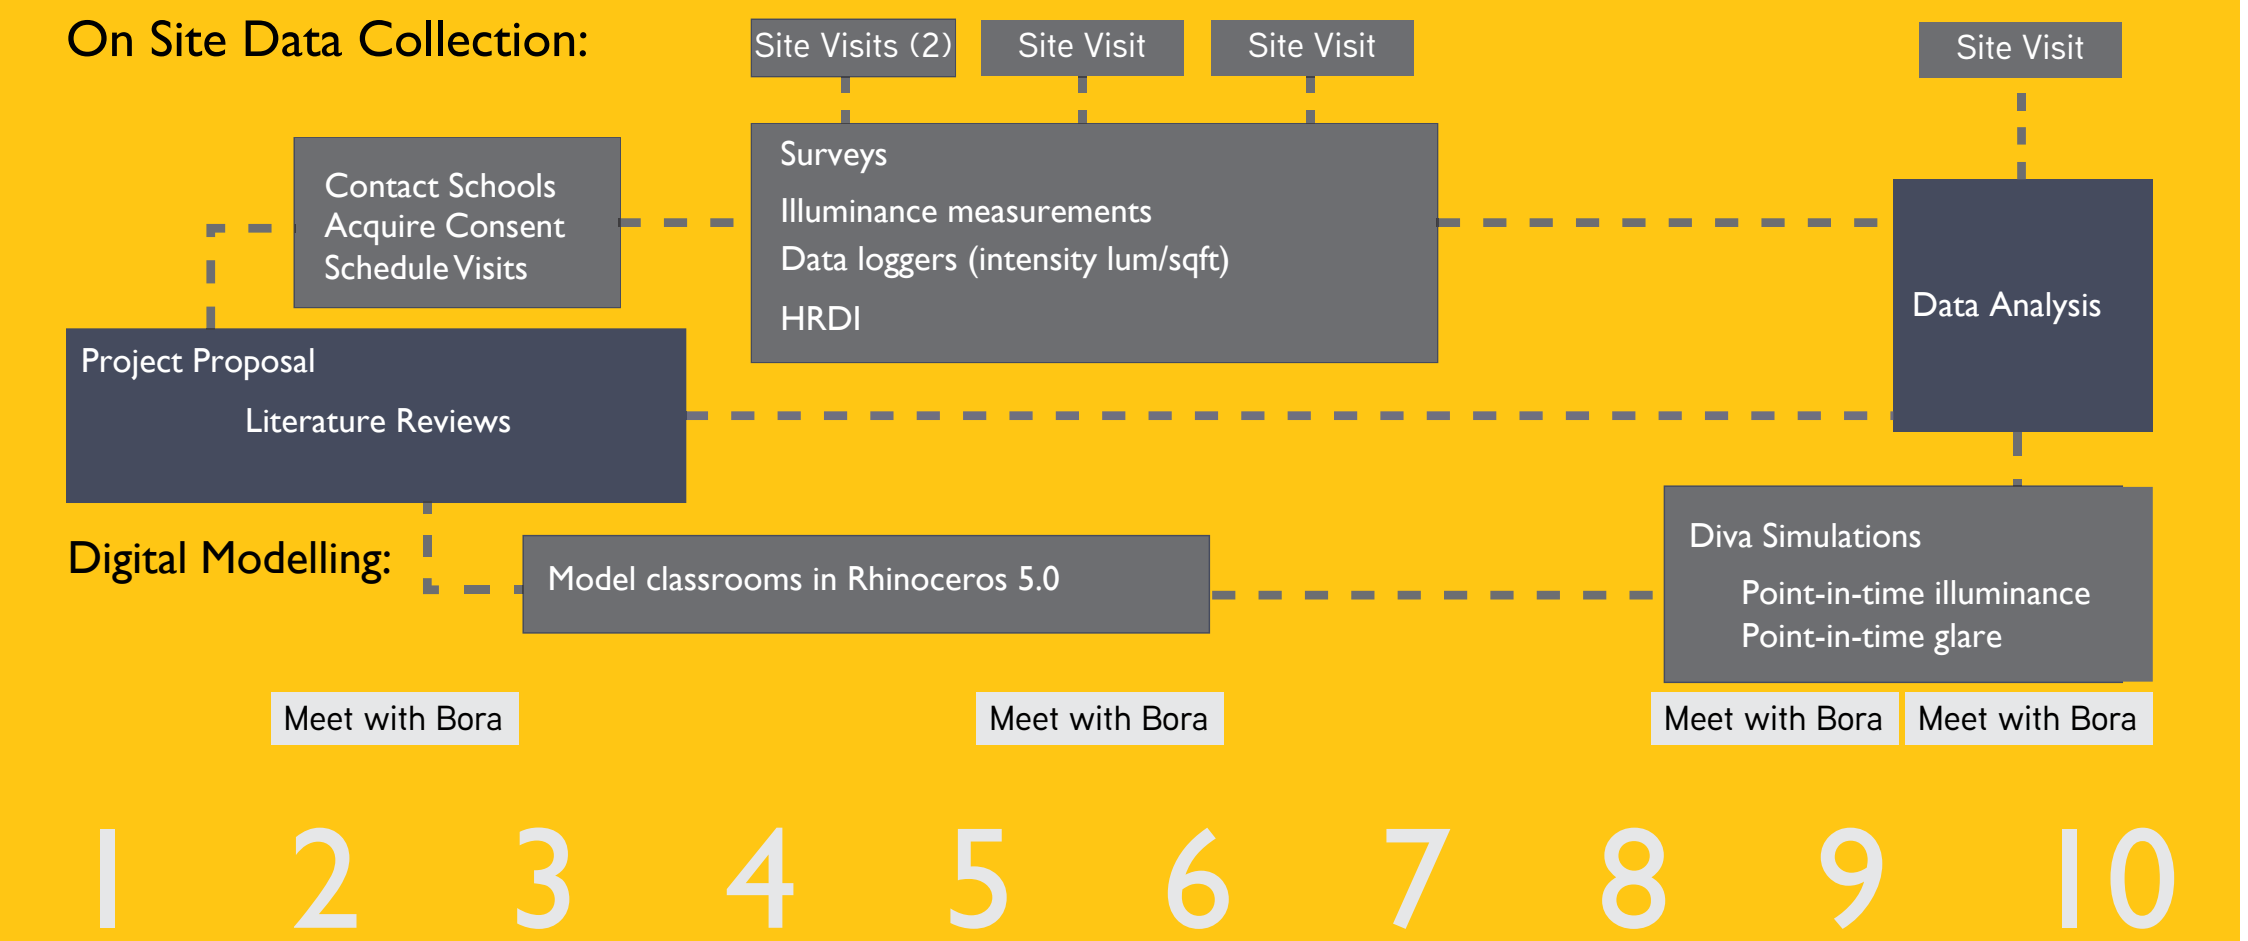 On Site Data Collection:
Site Visits (2)
Site Visit
Site Visit
Site Visit
Contact Schools
Acquire Consent
Schedule Visits
Surveys
Illuminance measurements
Data loggers (intensity lum/sqft)
HRDI
Data Analysis
Project Proposal
Literature Reviews
Digital Modelling:
Model classrooms in Rhinoceros 5.0
Diva Simulations
Point-in-time illuminance
Point-in-time glare
Meet with Bora
Meet with Bora
Meet with Bora
Meet with Bora
1 2 3 4 5 6 7 8 9 10